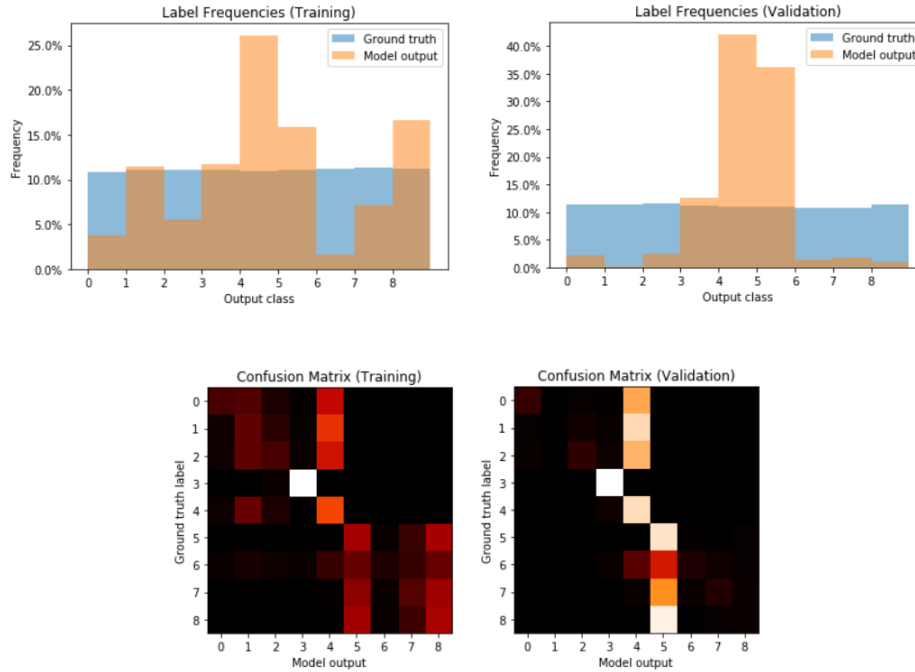 Label Frequencies (Training)
25.0%
20.0%
15.0%
10.0%
5.0%
0.0%
Frequency
Ground truth
Model output
0 1 2 3 4 5 6 7 8
Output class
Label Frequencies (Validation)
40.0%
35.0%
30.0%
25.0%
20.0%
15.0%
10.0%
5.0%
0.0%
Frequency
Ground truth
Model output
0 1 2 3 4 5 6 7 8
Output class
Confusion Matrix (Training)
Ground truth label
0
1
2
3
4
5
6
7
8
0 1 2 3 4 5 6 7 8
Model output
Confusion Matrix (Validation)
Ground truth label
0
1
2
3
4
5
6
7
8
0 1 2 3 4 5 6 7 8
Model output